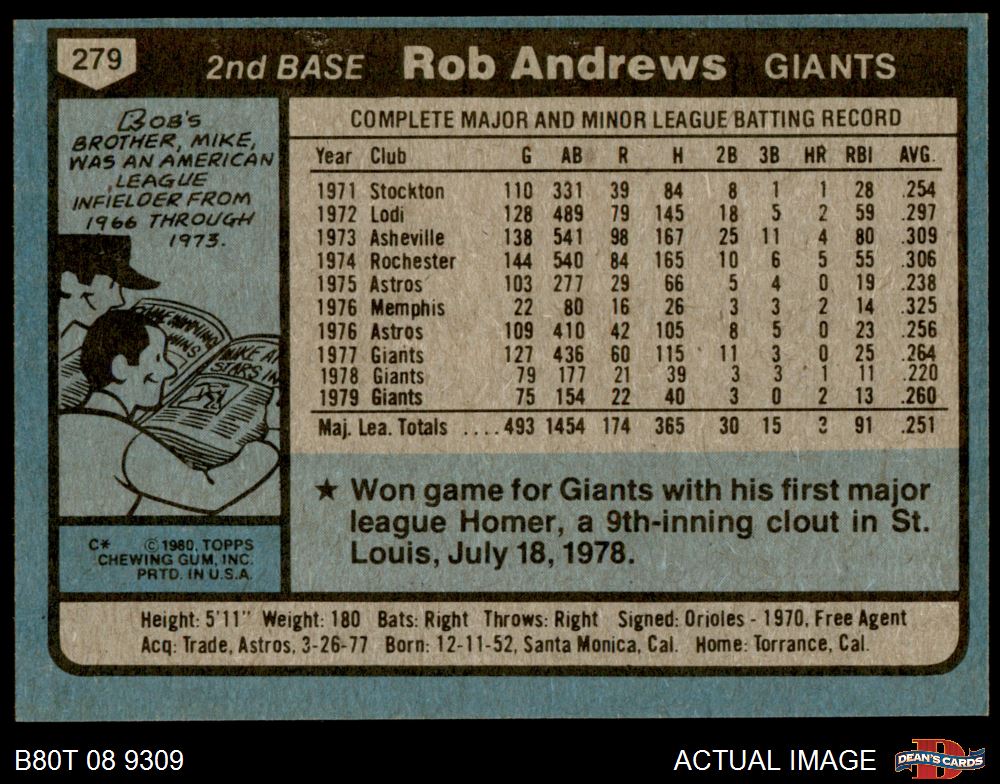 279
2nd BASE Rob Andrews GIANTS
BOB'S
BROTHER, MIKE,
WAS AN AMERICAN
LEAGUE
INFIELDER FROM
1966 THROUGH
1973.
COMPLETE MAJOR AND MINOR LEAGUE BATTING RECORD
Year Club G AB R H 2B 3B HR RBI AVG.
1971 Stockton 110 331 39 84 8 1 1 28 .254
1972 Lodi 128 489 79 145 18 5 2 59 .297
1973 Asheville 138 541 98 167 25 11 4 80 .309
1974 Rochester 144 540 84 165 10 6 5 55 .306
1975 Astros 103 277 29 66 5 4 0 19 .238
1976 Memphis 22 80 16 26 3 3 2 14 .325
1976 Astros 109 410 42 105 8 5 0 23 .256
1977 Giants 127 436 60 115 11 3 0 25 .264
1978 Giants 79 177 21 39 3 3 1 11 .220
1979 Giants 75 154 22 40 3 0 2 13 .260
Maj. Lea. Totals ....493 1454 174 365 30 15 3 91 .251
★ Won game for Giants with his first major
league Homer, a 9th-inning clout in St.
Louis, July 18, 1978.
C* © 1980, TOPPS
CHEWING GUM, INC.
PRTD. IN U.S.A.
Height: 5'11" Weight: 180 Bats: Right Throws: Right Signed: Orioles - 1970, Free Agent
Acq: Trade, Astros, 3-26-77 Born: 12-11-52, Santa Monica, Cal. Home: Torrance, Cal.
B80T 08 9309
ACTUAL IMAGE
DEAN'S CARDS